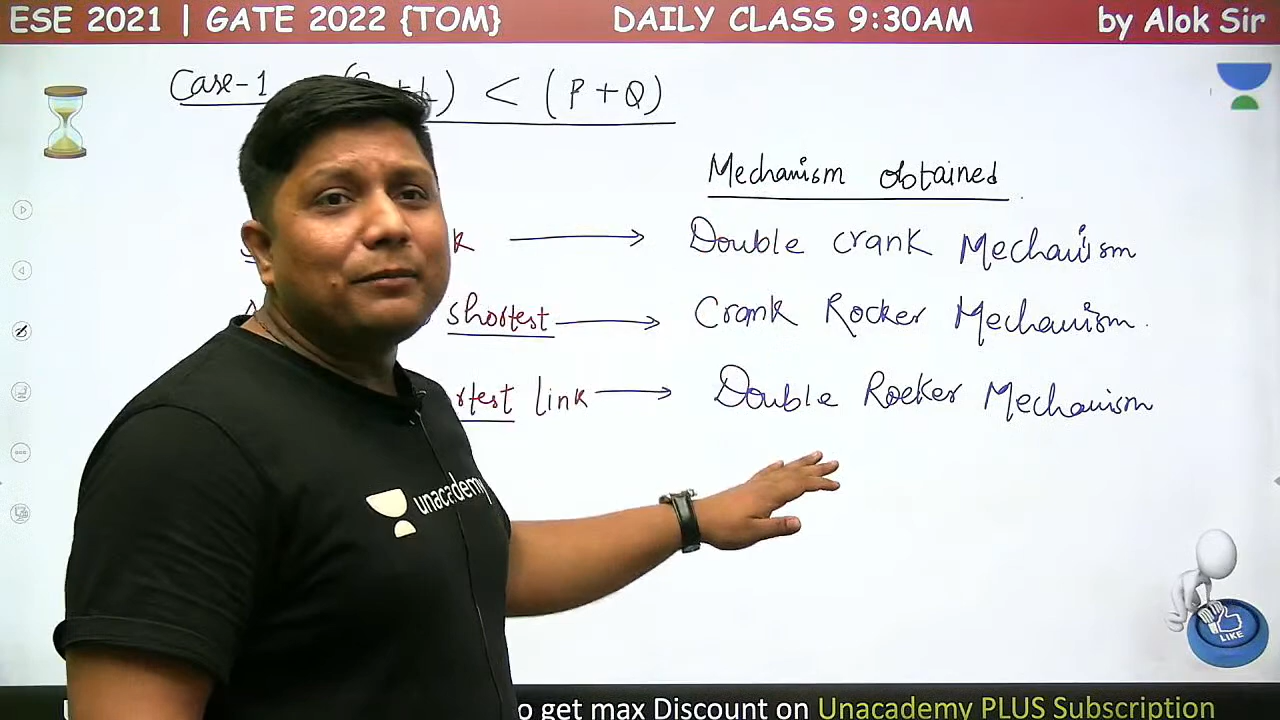 ESE 2021 | GATE 2022 {TOM} DAILY CLASS 9:30AM by Alok Sir
Case-1 < (P+Q)
Mechanism obtained
Double crank Mechanism
shortest Crank Rocker Mechanism
link Double Rocker Mechanism
unacademy
LIKE
o get max Discount on Unacademy PLUS Subscription